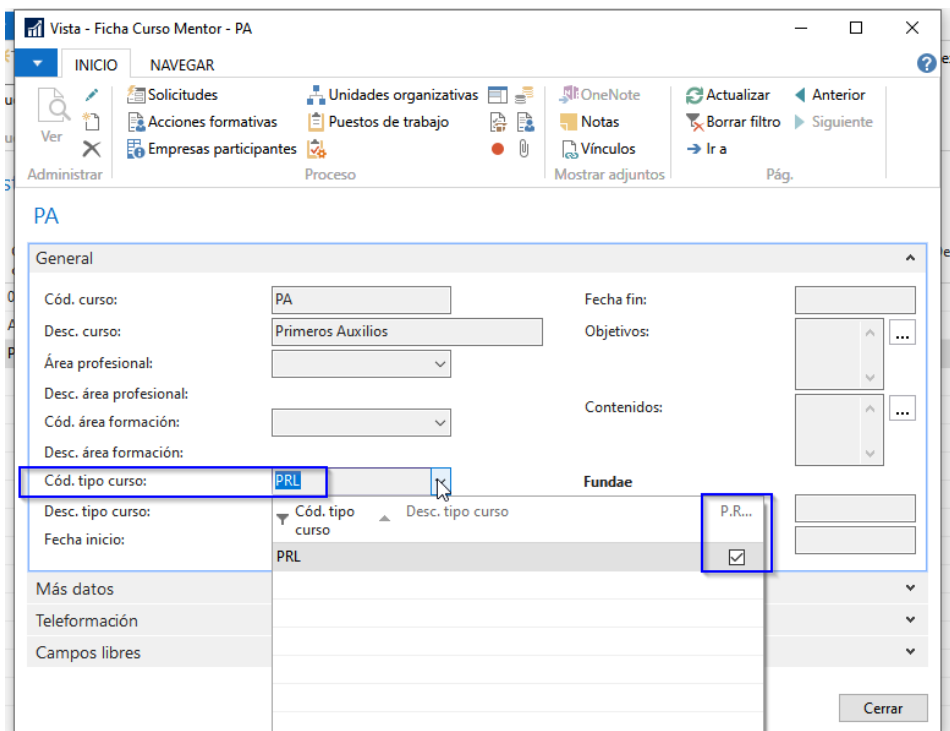 Vista - Ficha Curso Mentor - PA
INICIO NAVEGAR
Ver
Administrar
Solicitudes
Acciones formativas
Empresas participantes
Unidades organizativas
Puestos de trabajo
Proceso
OneNote
Notas
Vínculos
Mostrar adjuntos
Actualizar
Borrar filtro
Ir a
Anterior
Siguiente
Pág.
PA
General
Cód. curso: PA
Desc. curso: Primeros Auxilios
Área profesional:
Desc. área profesional:
Cód. área formación:
Desc. área formación:
Cód. tipo curso: PRL
Desc. tipo curso:
Fecha inicio:
Fecha fin:
Objetivos:
...
Contenidos:
...
Fundae
Cód. tipo
curso
Desc. tipo curso
P.R...
PRL
Más datos
Teleformación
Campos libres
Cerrar